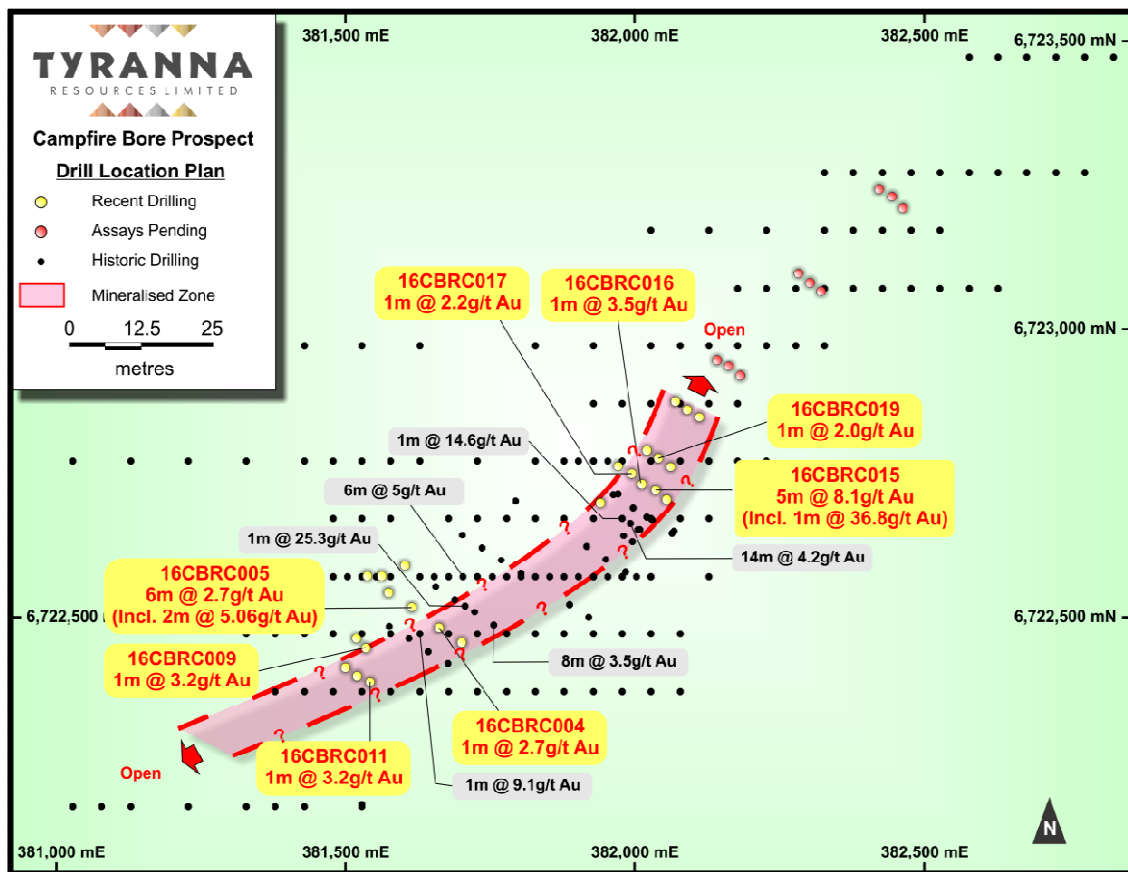 TYRANNA
RESOURCES LIMITED
Campfire Bore Prospect
Drill Location Plan
Recent Drilling
Assays Pending
Historic Drilling
Mineralised Zone
0 12.5 25
metres
381,500 mE
382,000 mE
382,500 mE
6,723,500 mN
16CBRC017
1m @ 2.2g/t Au
16CBRC016
1m @ 3.5g/t Au
Open
6,723,000 mN
16CBRC019
1m @ 2.0g/t Au
1m @ 14.6g/t Au
?
?
6m @ 5g/t Au
16CBRC015
5m @ 8.1g/t Au
(Incl. 1m @ 36.8g/t Au)
?
?
1m @ 25.3g/t Au
14m @ 4.2g/t Au
16CBRC005
6m @ 2.7g/t Au
(Incl. 2m @ 5.06g/t Au)
?
?
6,722,500 mN
6,722,500 mN
16CBRC009
1m @ 3.2g/t Au
?
?
8m @ 3.5g/t Au
?
?
16CBRC004
1m @ 2.7g/t Au
16CBRC011
1m @ 3.2g/t Au
Open
1m @ 9.1g/t Au
N
381,000 mE
381,500 mE
382,000 mE
382,500 mE